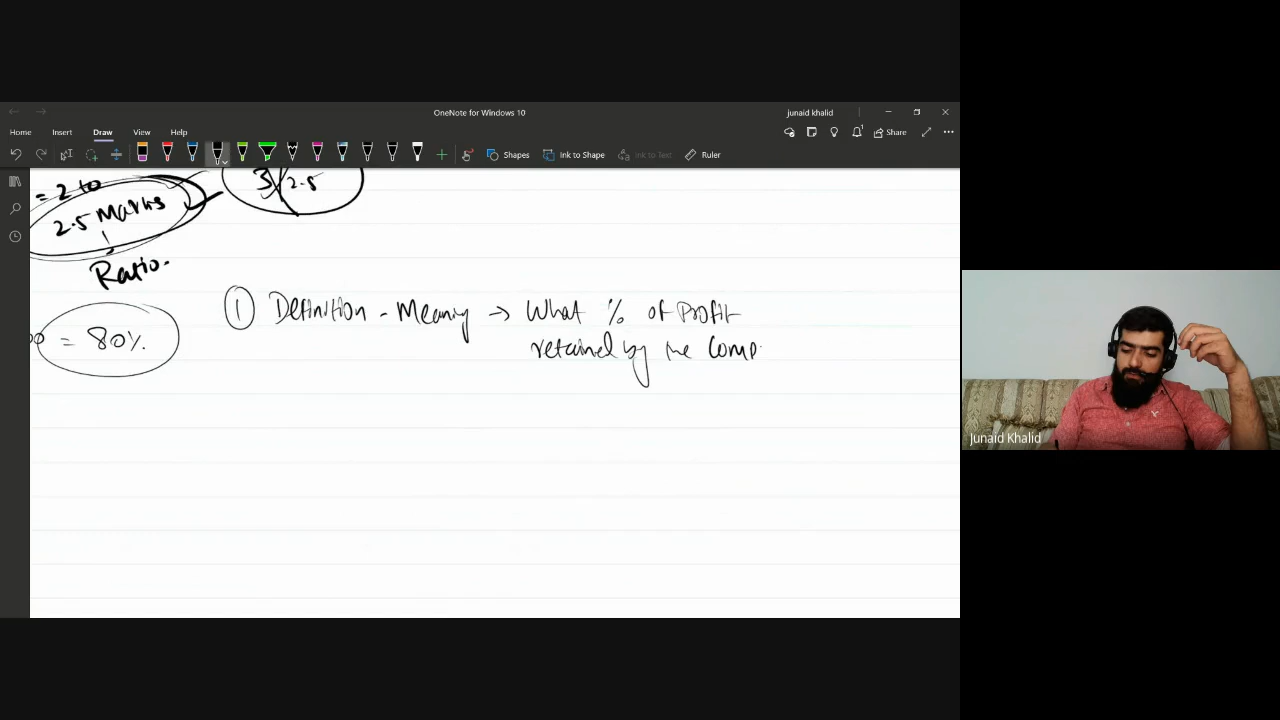 OneNote for Windows 10
junaid khalid
Home Insert Draw View Help
Share
Shapes Ink to Shape Ink to Text Ruler
= 2 to
2.5 Marks
3 2.5
Ratio.
1 Definition - Meaning → What % of Profit
retained by the Comp
= 80%
Junaid Khalid